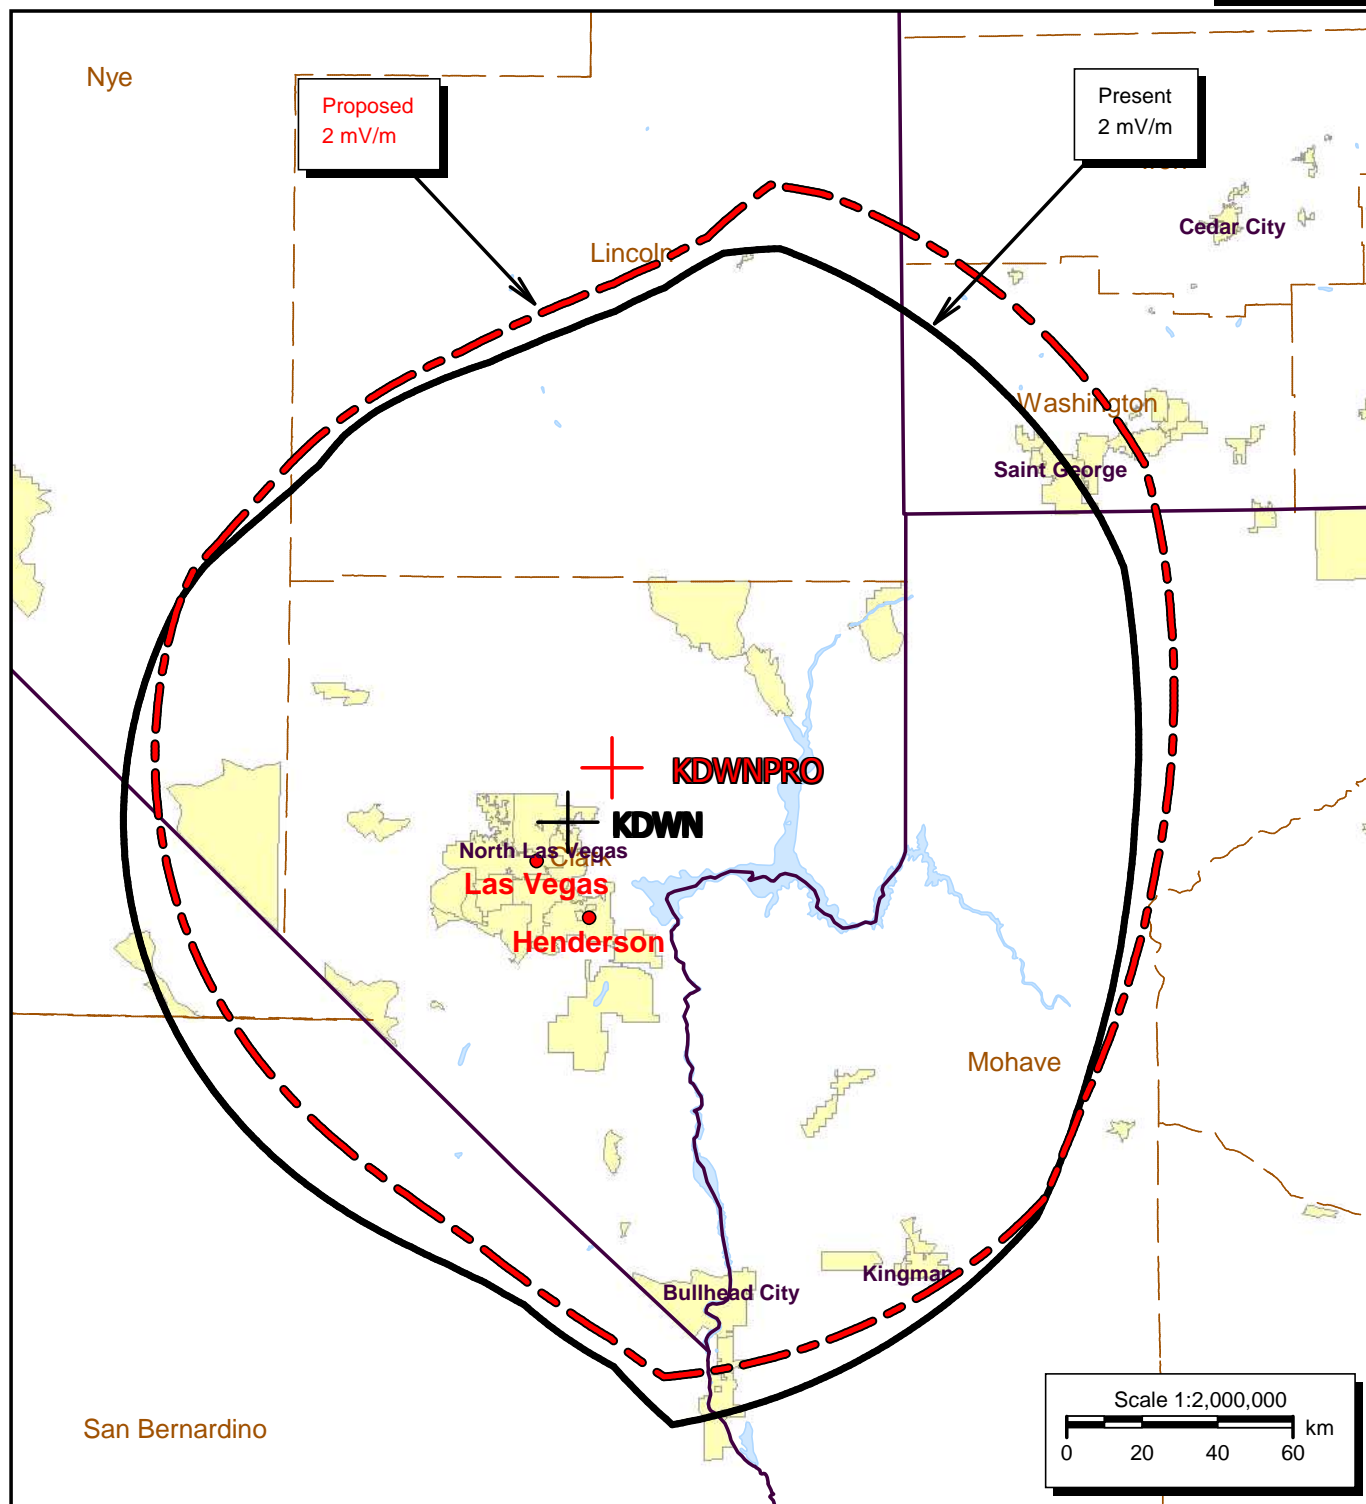 Nye
Proposed
2 mV/m
Present
2 mV/m
Cedar City
Lincoln
Washington
Saint George
KDWNPRO
KDWN
North Las Vegas
Clark
Las Vegas
Henderson
Mohave
Kingman
Bullhead City
San Bernardino
Scale 1:2,000,000
km
0 20 40 60